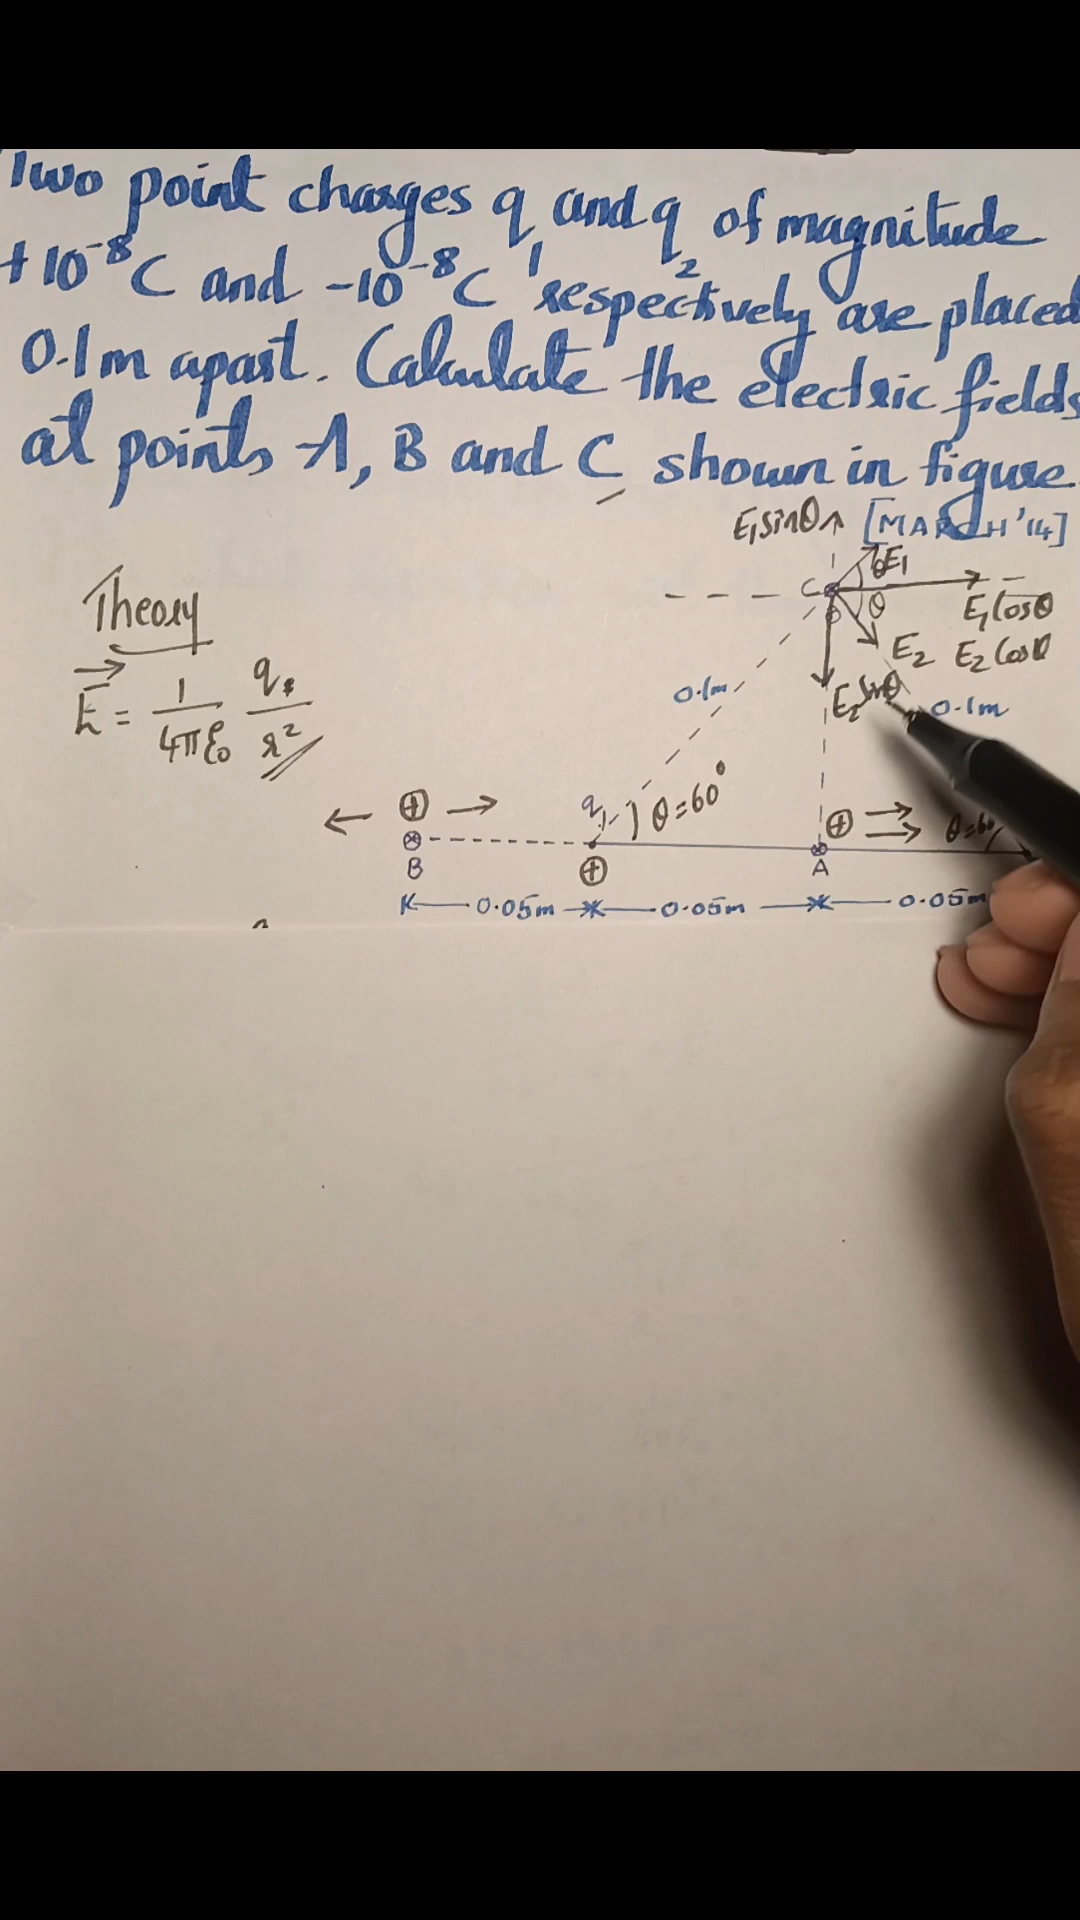 Two point charges q₁ and q₂ of magnitude
+10⁻⁸C and -10⁻⁸C respectively are placed
0.1m apart. Calculate the electric fields
at points A, B and C shown in figure.
[MARCH'14]
E₁sinθ
C
θ E₁
θ
E₁Cosθ
E₂ E₂Cosθ
E₂sinθ
0.1m
0.1m
Theory
E = 1/4πε₀ q/r²
q₁
θ=60°
θ=60
B
A
0.05m
0.05m
0.05m